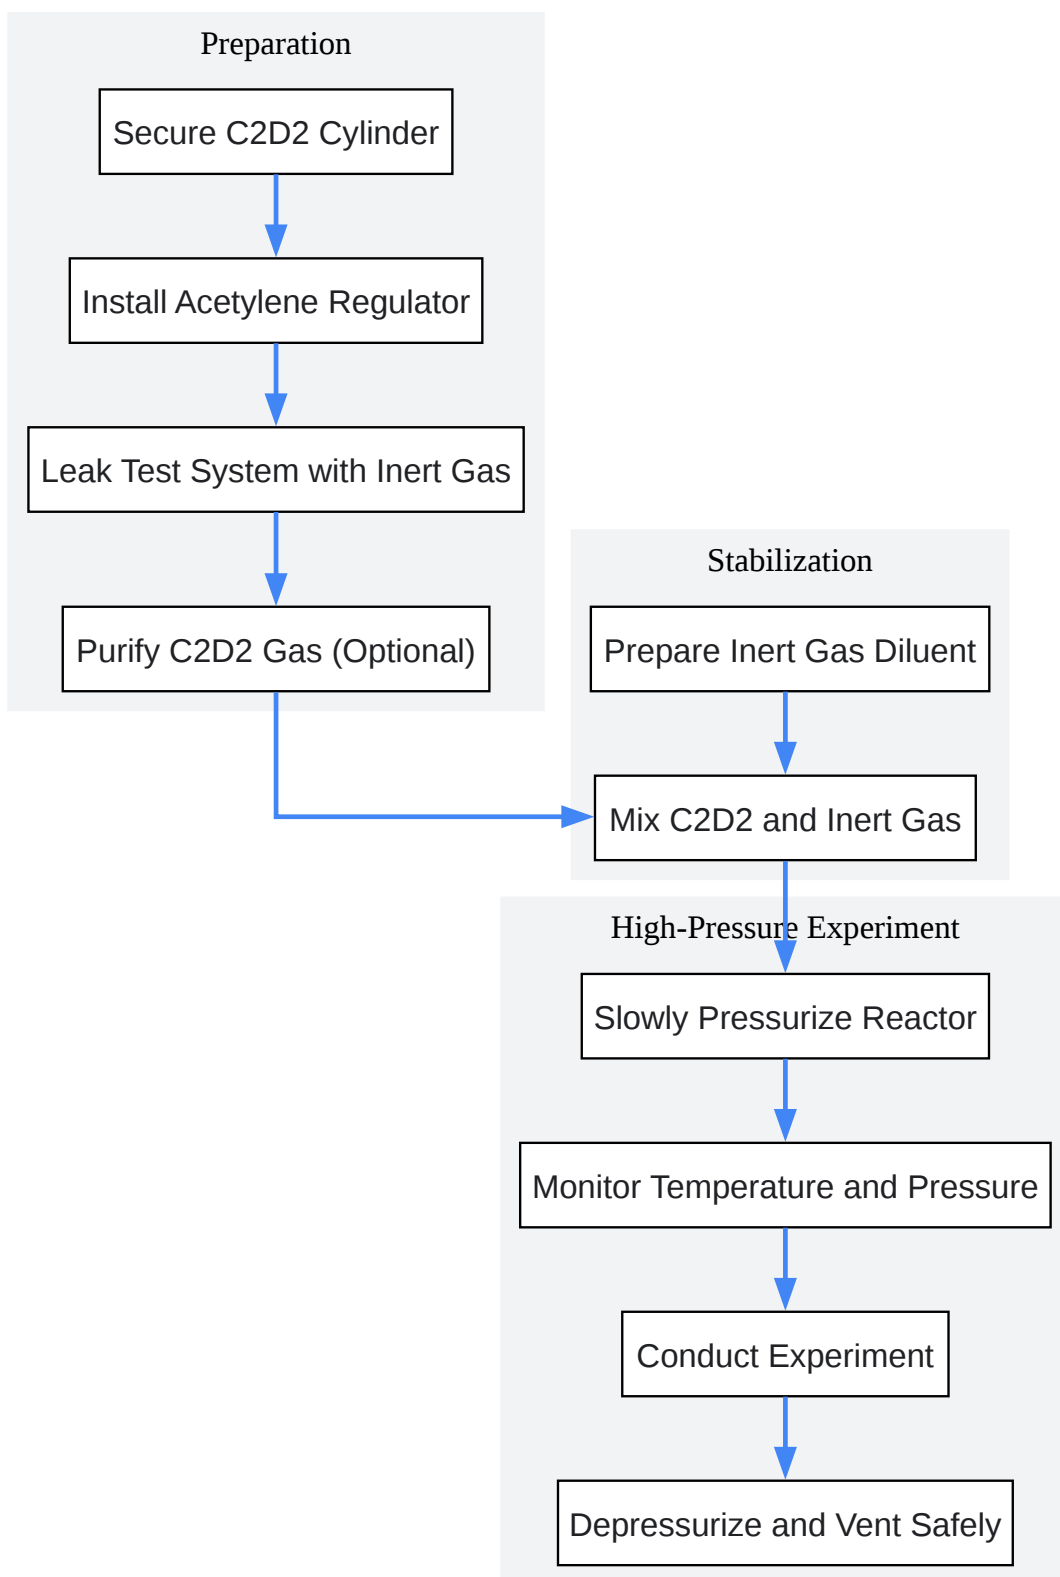 Preparation
Secure C2D2 Cylinder
Install Acetylene Regulator
Leak Test System with Inert Gas
Purify C2D2 Gas (Optional)
Stabilization
Prepare Inert Gas Diluent
Mix C2D2 and Inert Gas
High-Pressure Experiment
Slowly Pressurize Reactor
Monitor Temperature and Pressure
Conduct Experiment
Depressurize and Vent Safely